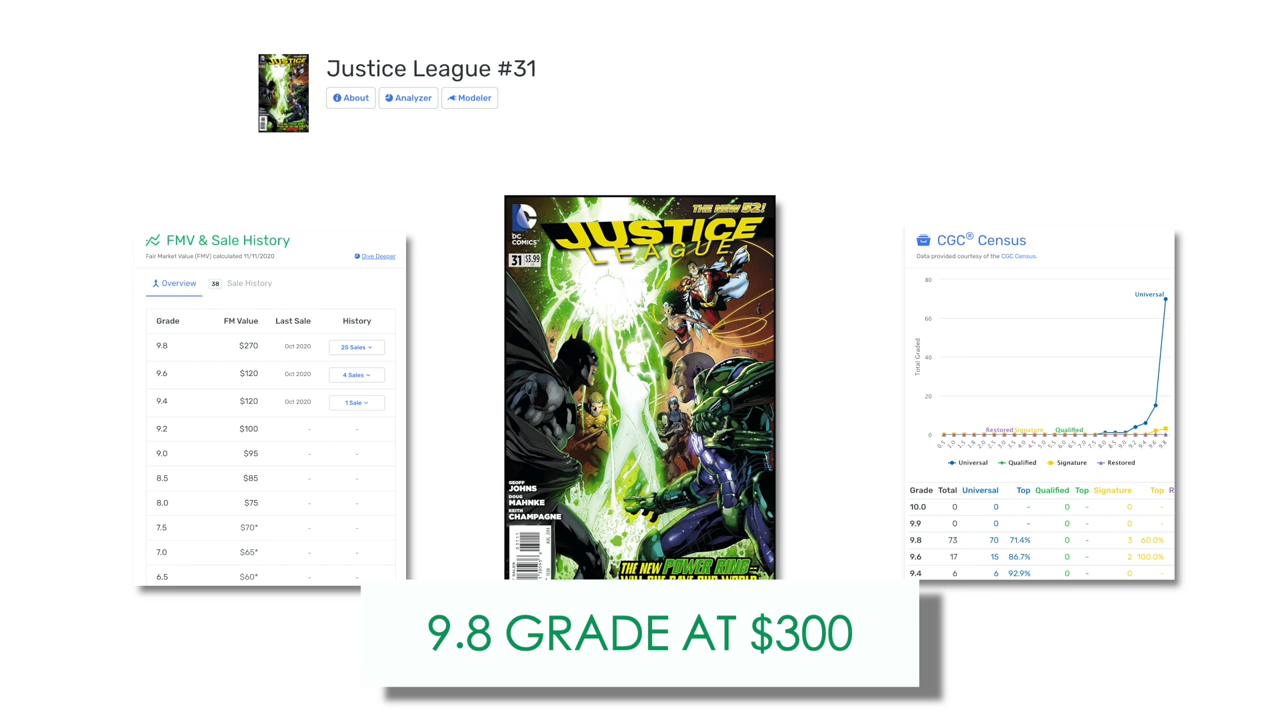 Justice League #31
About
Analyzer
Modeler
FMV & Sale History
Fair Market Value (FMV) calculated 11/11/2020
Dive Deeper
Overview
38 Sale History
Grade FM Value Last Sale History
9.8 $270 Oct 2020 25 Sales
9.6 $120 Oct 2020 4 Sales
9.4 $120 Oct 2020 1 Sale
9.2 $100 - -
9.0 $95 - -
8.5 $85 - -
8.0 $75 - -
7.5 $70* - -
7.0 $65* - -
6.5 $60* - -
THE NEW 52!
DC
COMICS™
JUSTICE
LEAGUE
31 $3.99
GEOFF
JOHNS
DOUG
MAHNKE
KEITH
CHAMPAGNE
THE NEW POWER RING--
WILL SHE SAVE OUR WORLD
CGC® Census
Data provided courtesy of the CGC Census.
80
Universal
60
Total Graded
40
20
Restored Signature Qualified
0
Universal Qualified Signature Restored
Grade Total Universal Top Qualified Top Signature Top R
10.0 0 0 - 0 - 0 -
9.9 0 0 - 0 - 0 -
9.8 73 70 71.4% 0 - 3 60.0%
9.6 17 15 86.7% 0 - 2 100.0%
9.4 6 6 92.9% 0 - 0 -
9.8 GRADE AT $300